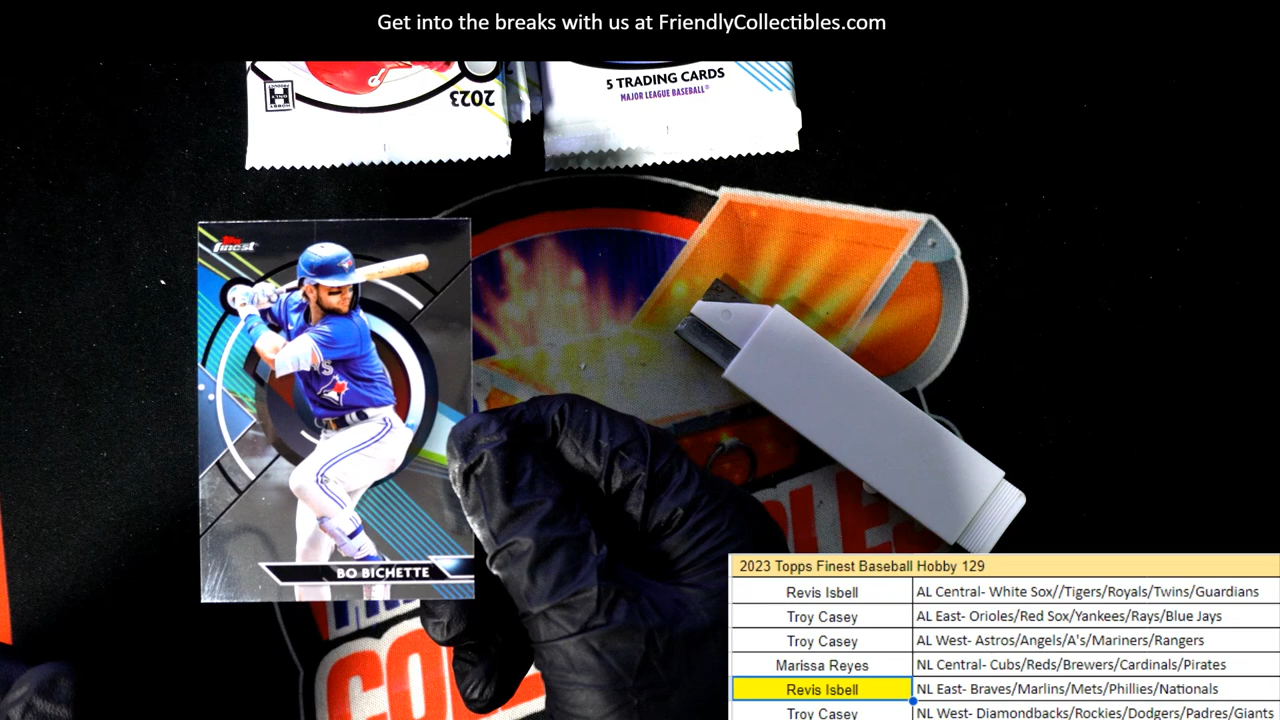 Get into the breaks with us at FriendlyCollectibles.com
HOBBY
ONLY
PRODUCT
2023
5 TRADING CARDS
MAJOR LEAGUE BASEBALL®
Topps
finest
BO BICHETTE
2023 Topps Finest Baseball Hobby 129
Revis Isbell AL Central- White Sox//Tigers/Royals/Twins/Guardians
Troy Casey AL East- Orioles/Red Sox/Yankees/Rays/Blue Jays
Troy Casey AL West- Astros/Angels/A's/Mariners/Rangers
Marissa Reyes NL Central- Cubs/Reds/Brewers/Cardinals/Pirates
Revis Isbell NL East- Braves/Marlins/Mets/Phillies/Nationals
Troy Casey NL West- Diamondbacks/Rockies/Dodgers/Padres/Giants